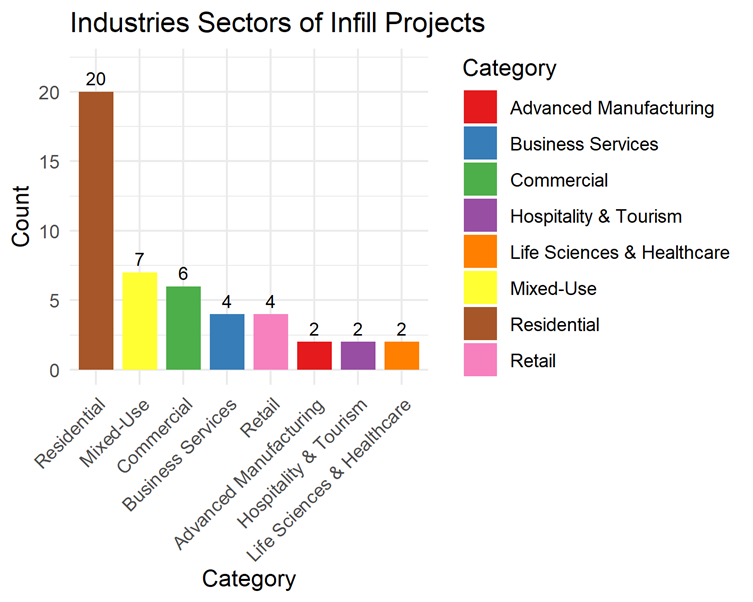 Industries Sectors of Infill Projects
Count
20
15
10
5
0
20
7
6
4
4
2
2
2
Residential
Mixed-Use
Commercial
Business Services
Retail
Advanced Manufacturing
Hospitality & Tourism
Life Sciences & Healthcare
Category
Category
Advanced Manufacturing
Business Services
Commercial
Hospitality & Tourism
Life Sciences & Healthcare
Mixed-Use
Residential
Retail